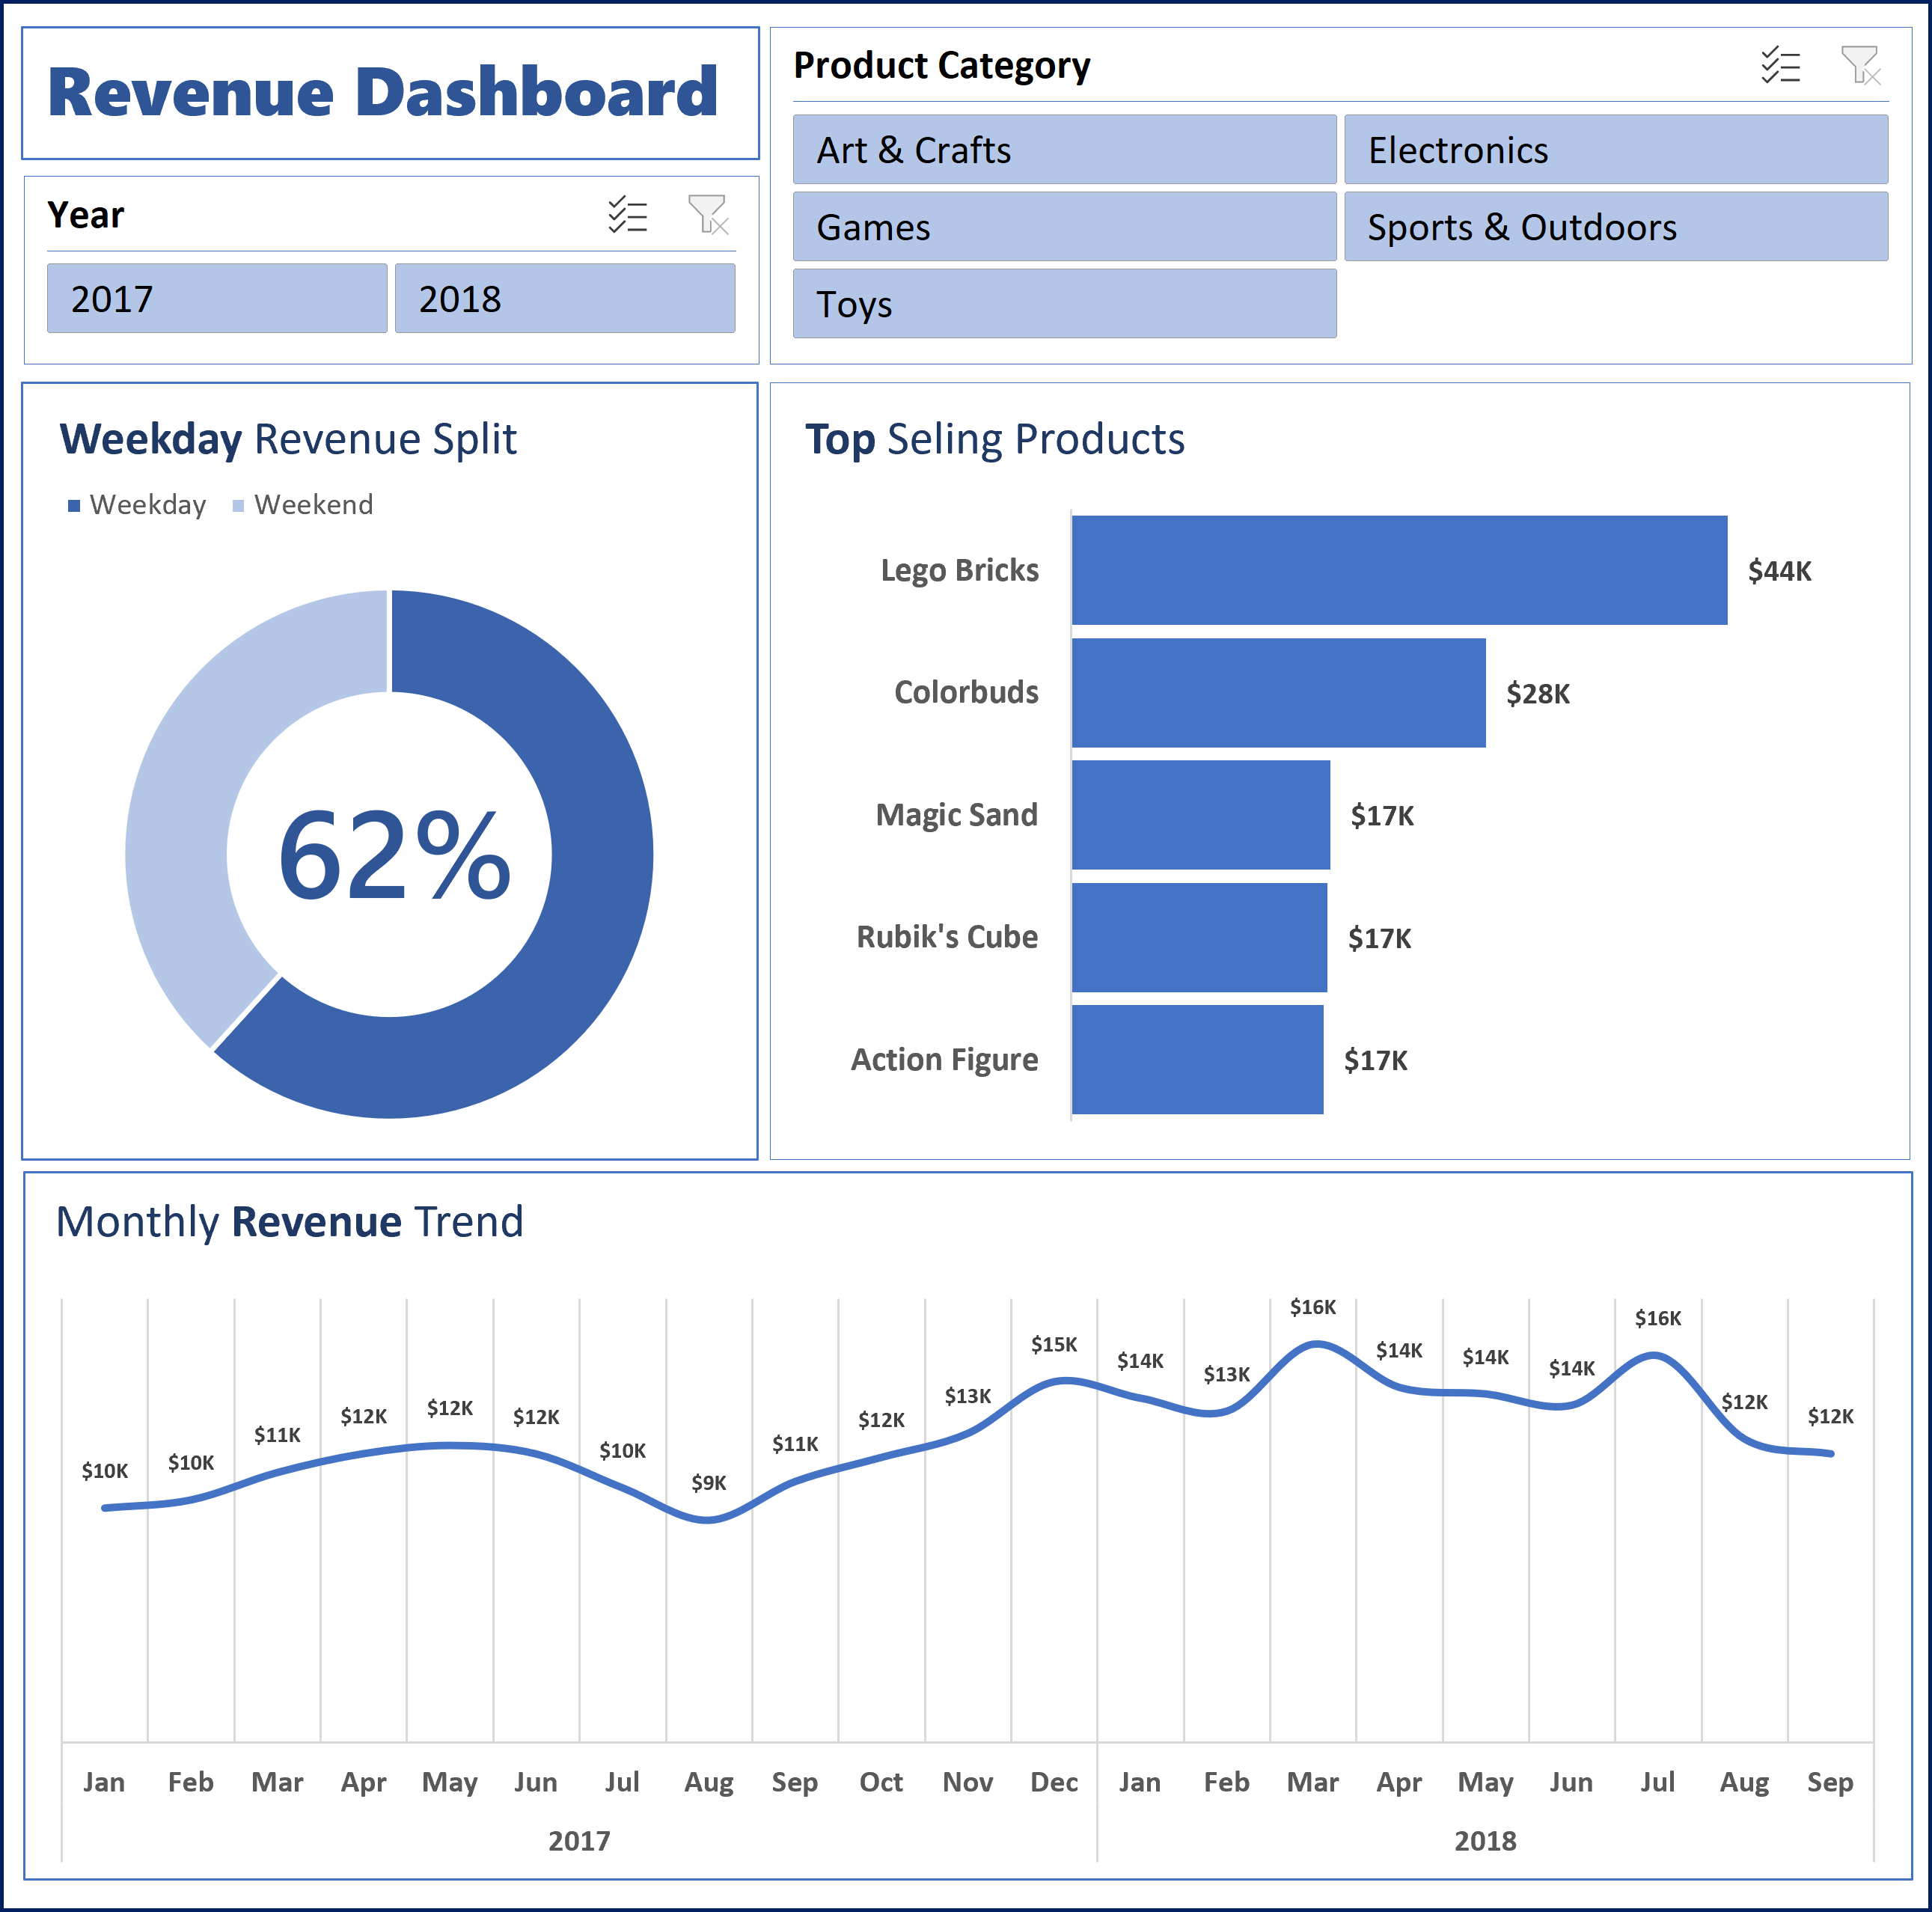 Revenue Dashboard
Product Category
Art & Crafts
Electronics
Games
Sports & Outdoors
Toys
Year
2017
2018
Weekday Revenue Split
Weekday Weekend
62%
Top Seling Products
Lego Bricks $44K
Colorbuds $28K
Magic Sand $17K
Rubik's Cube $17K
Action Figure $17K
Monthly Revenue Trend
$10K $10K $11K $12K $12K $12K $10K $9K $11K $12K $13K $15K $14K $13K $16K $14K $14K $14K $16K $12K $12K
Jan Feb Mar Apr May Jun Jul Aug Sep Oct Nov Dec Jan Feb Mar Apr May Jun Jul Aug Sep
2017 2018